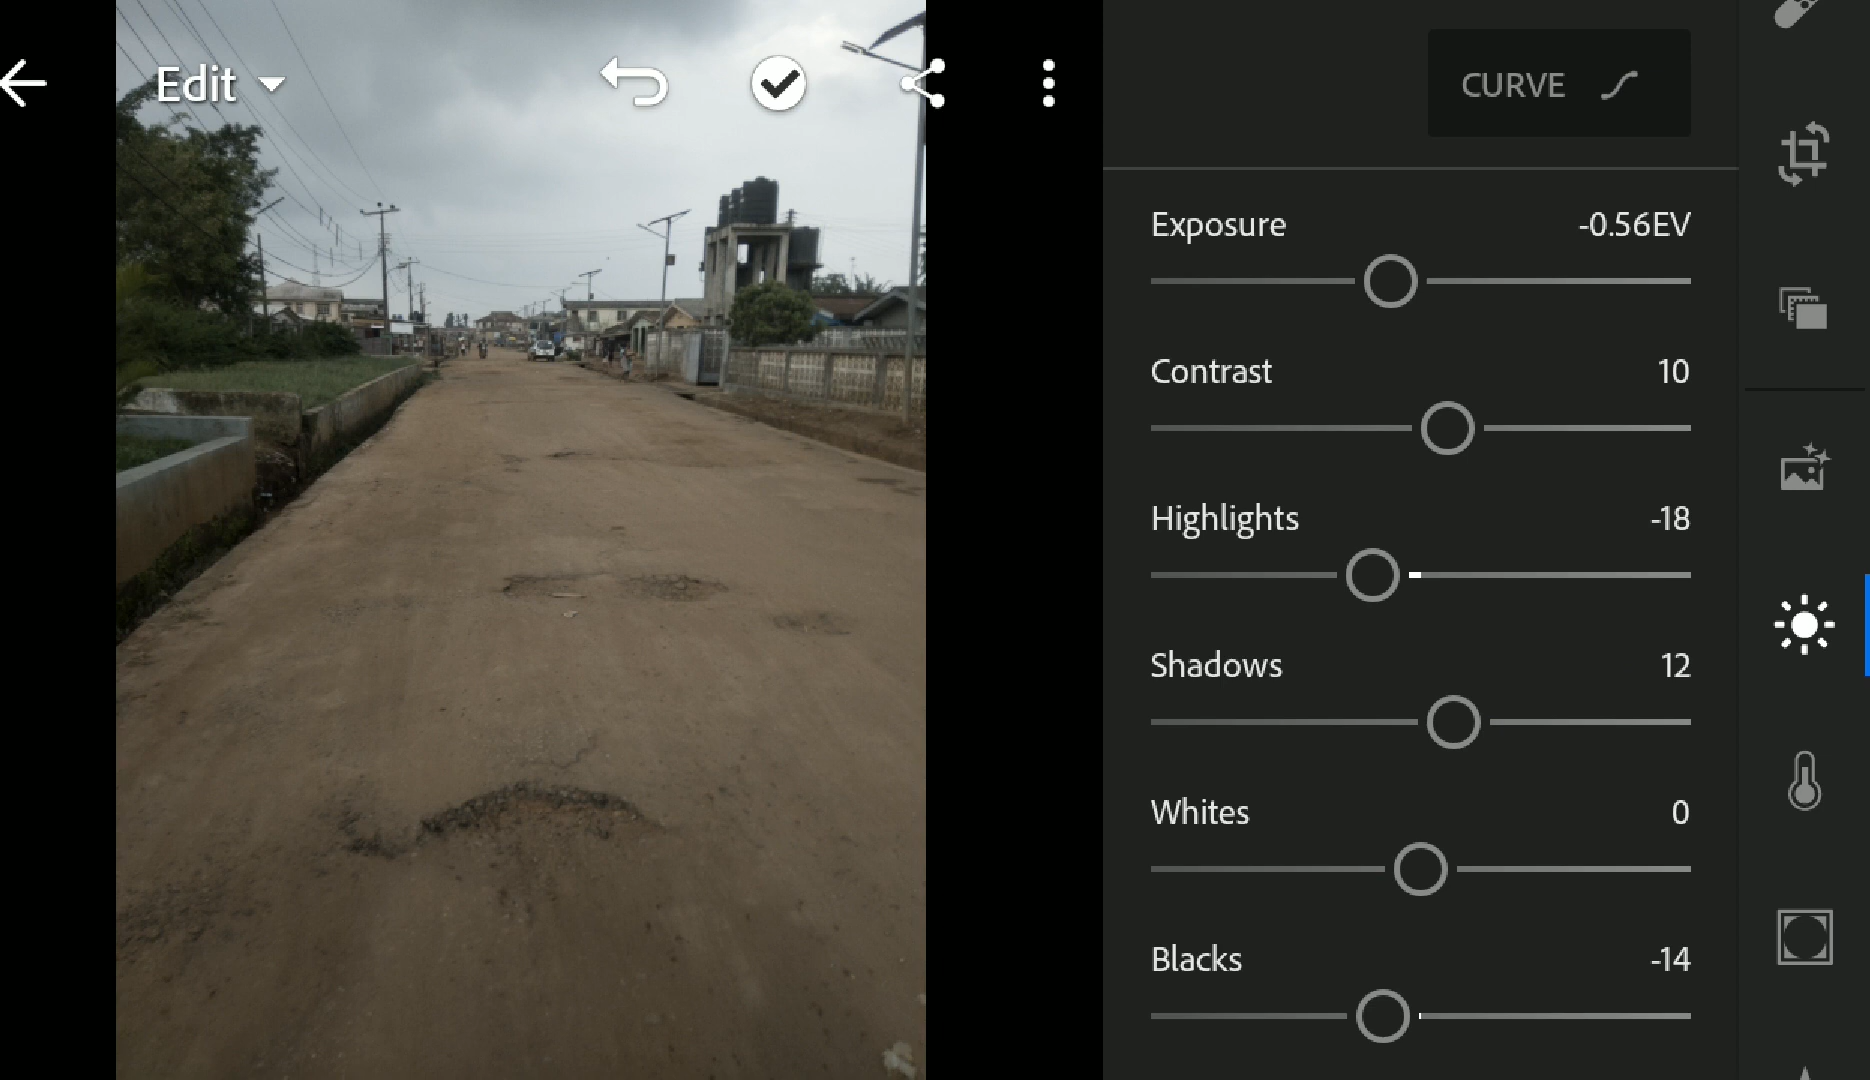 Edit
CURVE
Exposure -0.56EV
Contrast 10
Highlights -18
Shadows 12
Whites 0
Blacks -14